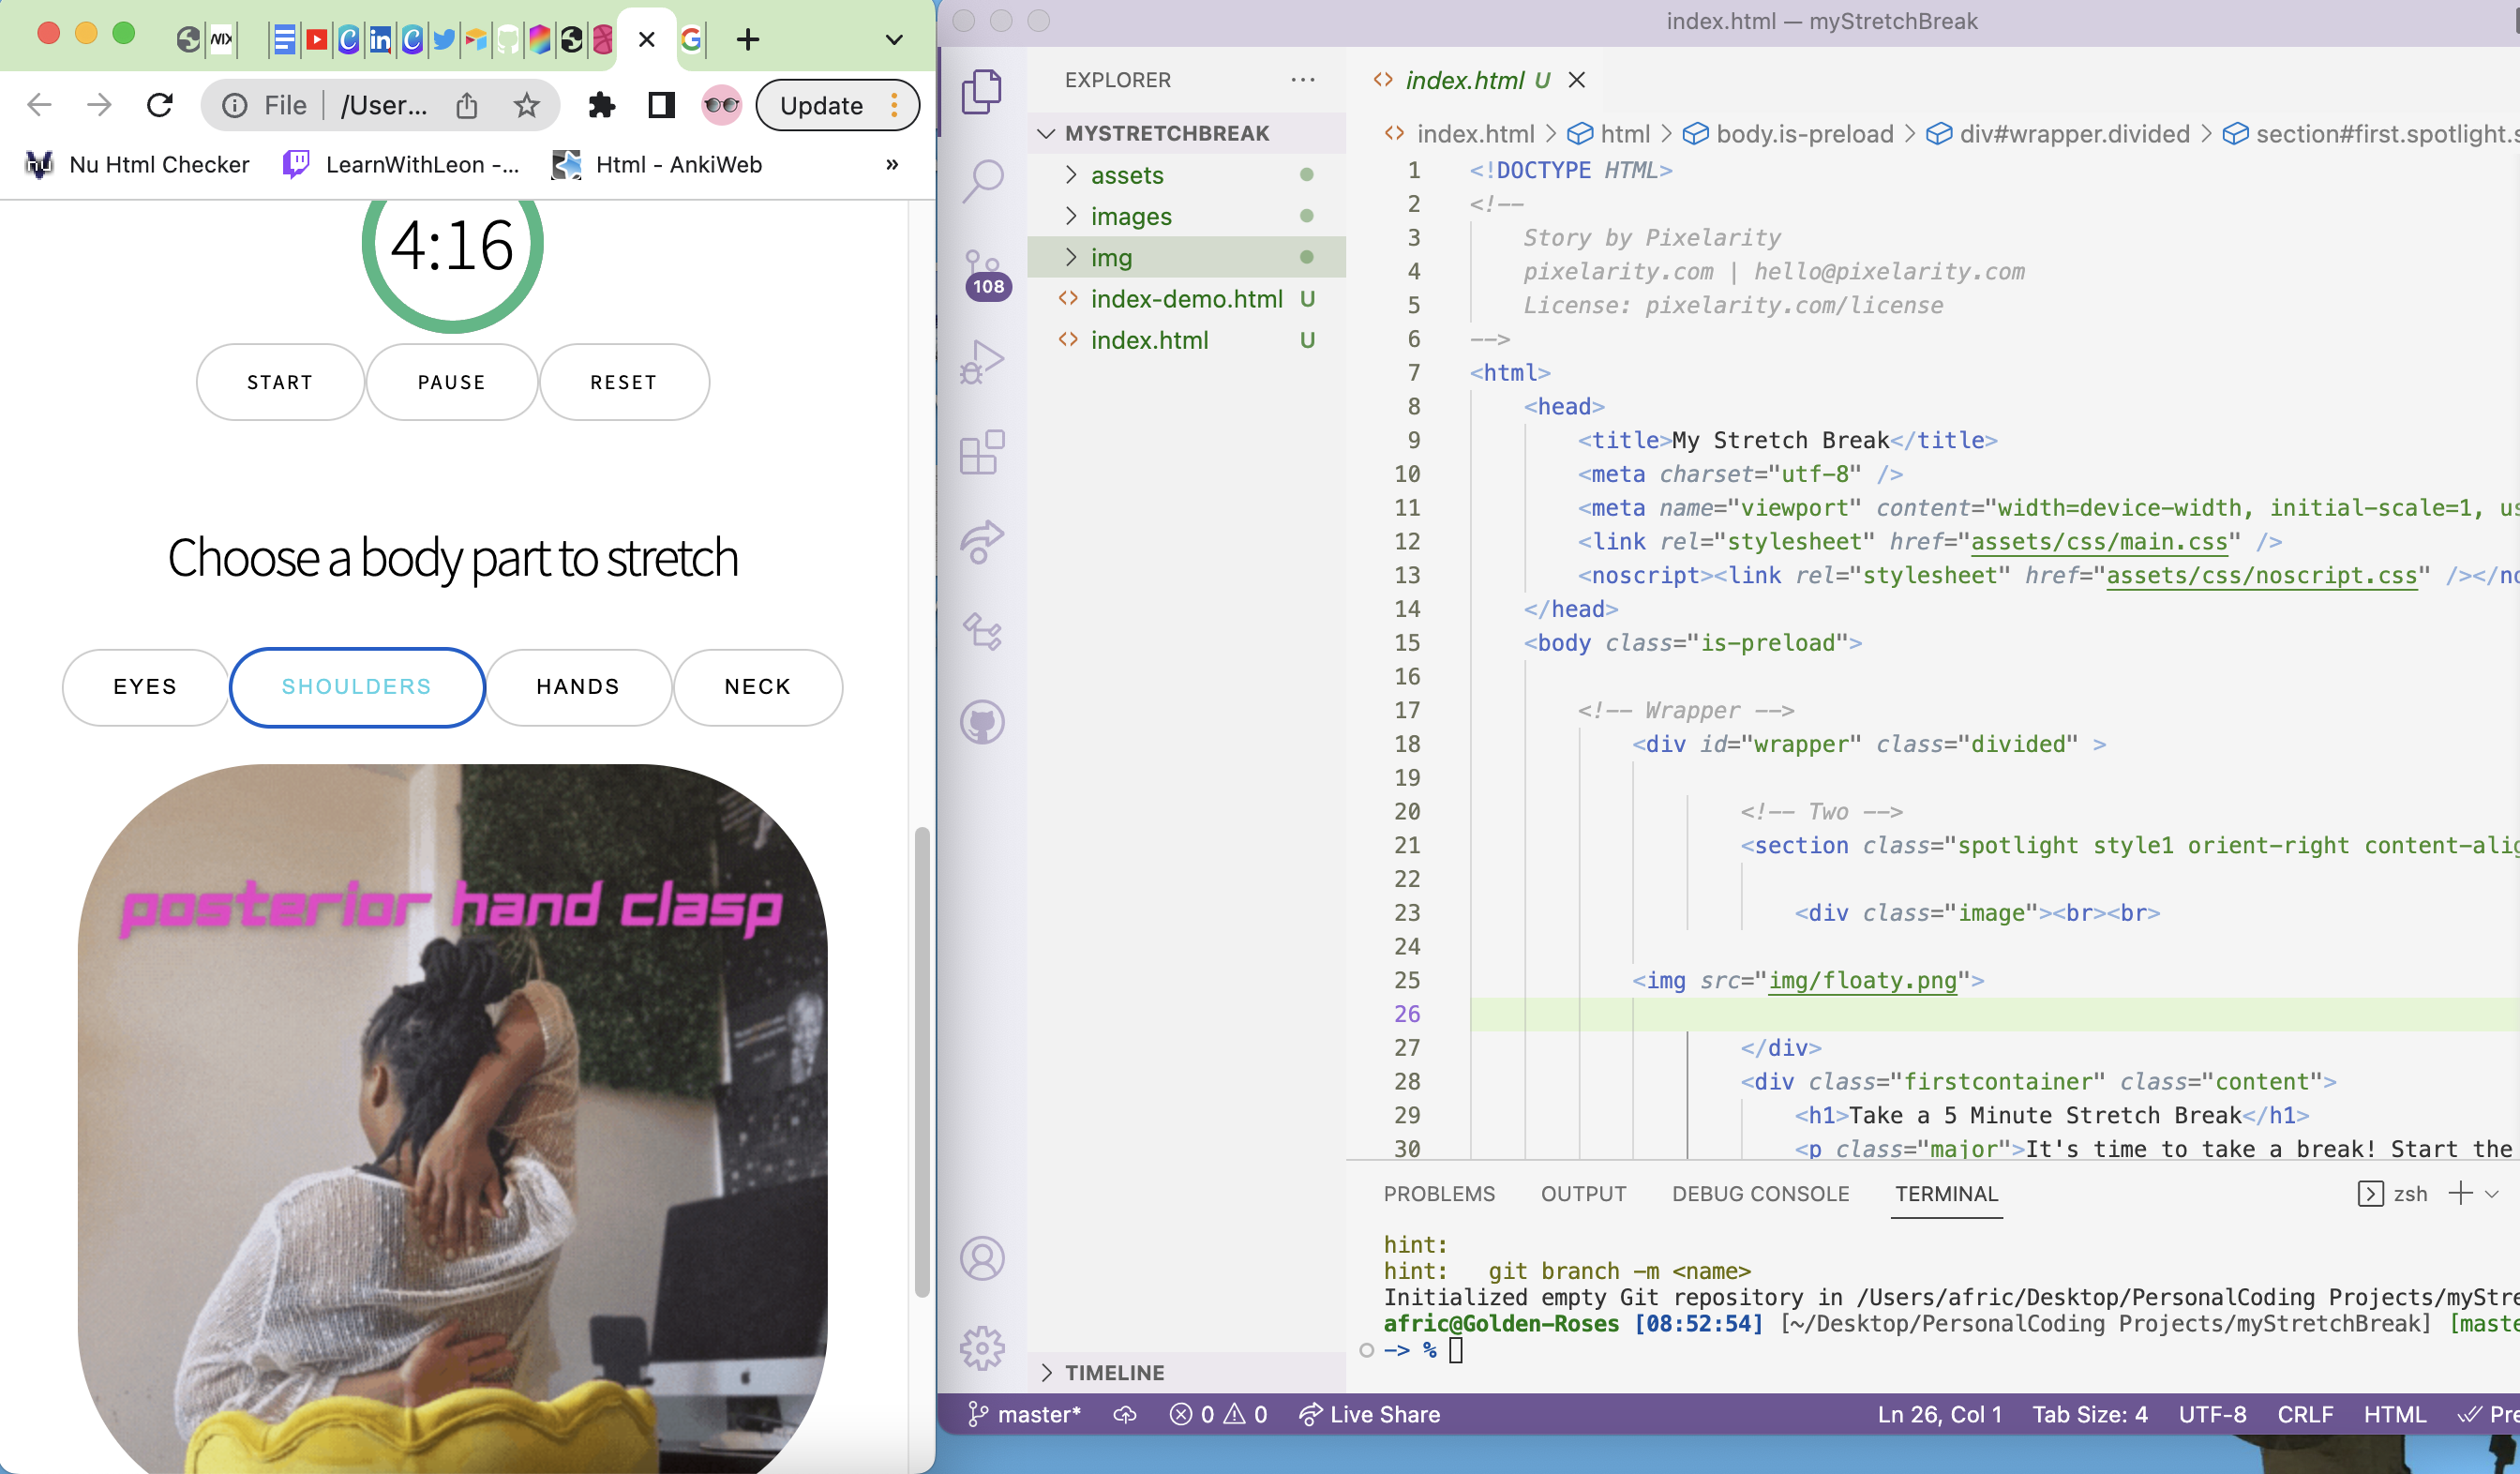 File
/User...
Update
Nu Html Checker
LearnWithLeon -...
Html - AnkiWeb
»
4:16
START
PAUSE
RESET
Choose a body part to stretch
EYES
SHOULDERS
HANDS
NECK
posterior hand clasp
index.html — myStretchBreak
EXPLORER
MYSTRETCHBREAK
assets
images
img
index-demo.html U
index.html U
108
TIMELINE
index.html U
index.html > html > body.is-preload > div#wrapper.divided > section#first.spotlight.s
1 <!DOCTYPE HTML>
2 <!--
3 Story by Pixelarity
4 pixelarity.com | hello@pixelarity.com
5 License: pixelarity.com/license
6 -->
7 <html>
8 <head>
9 <title>My Stretch Break</title>
10 <meta charset="utf-8" />
11 <meta name="viewport" content="width=device-width, initial-scale=1, us
12 <link rel="stylesheet" href="assets/css/main.css" />
13 <noscript><link rel="stylesheet" href="assets/css/noscript.css" /></no
14 </head>
15 <body class="is-preload">
16
17 <!-- Wrapper -->
18 <div id="wrapper" class="divided" >
19
20 <!-- Two -->
21 <section class="spotlight style1 orient-right content-alig
22
23 <div class="image"><br><br>
24
25 <img src="img/floaty.png">
26
27 </div>
28 <div class="firstcontainer" class="content">
29 <h1>Take a 5 Minute Stretch Break</h1>
30 <p class="major">It's time to take a break! Start the
PROBLEMS
OUTPUT
DEBUG CONSOLE
TERMINAL
zsh
hint:
hint: git branch -m <name>
Initialized empty Git repository in /Users/afric/Desktop/PersonalCoding Projects/myStre
afric@Golden-Roses [08:52:54] [~/Desktop/PersonalCoding Projects/myStretchBreak] [maste
-> %
master*
0
0
Live Share
Ln 26, Col 1
Tab Size: 4
UTF-8
CRLF
HTML
Pre